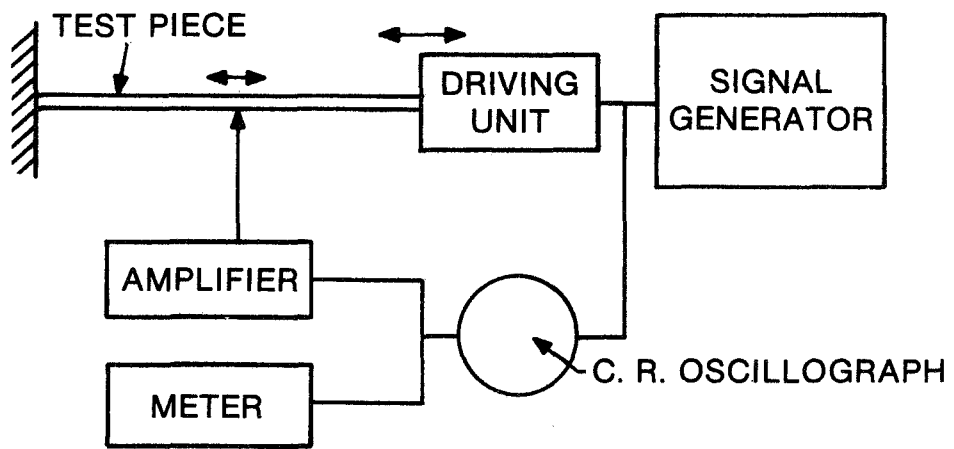 TEST PIECE
DRIVING
UNIT
SIGNAL
GENERATOR
AMPLIFIER
METER
C. R. OSCILLOGRAPH